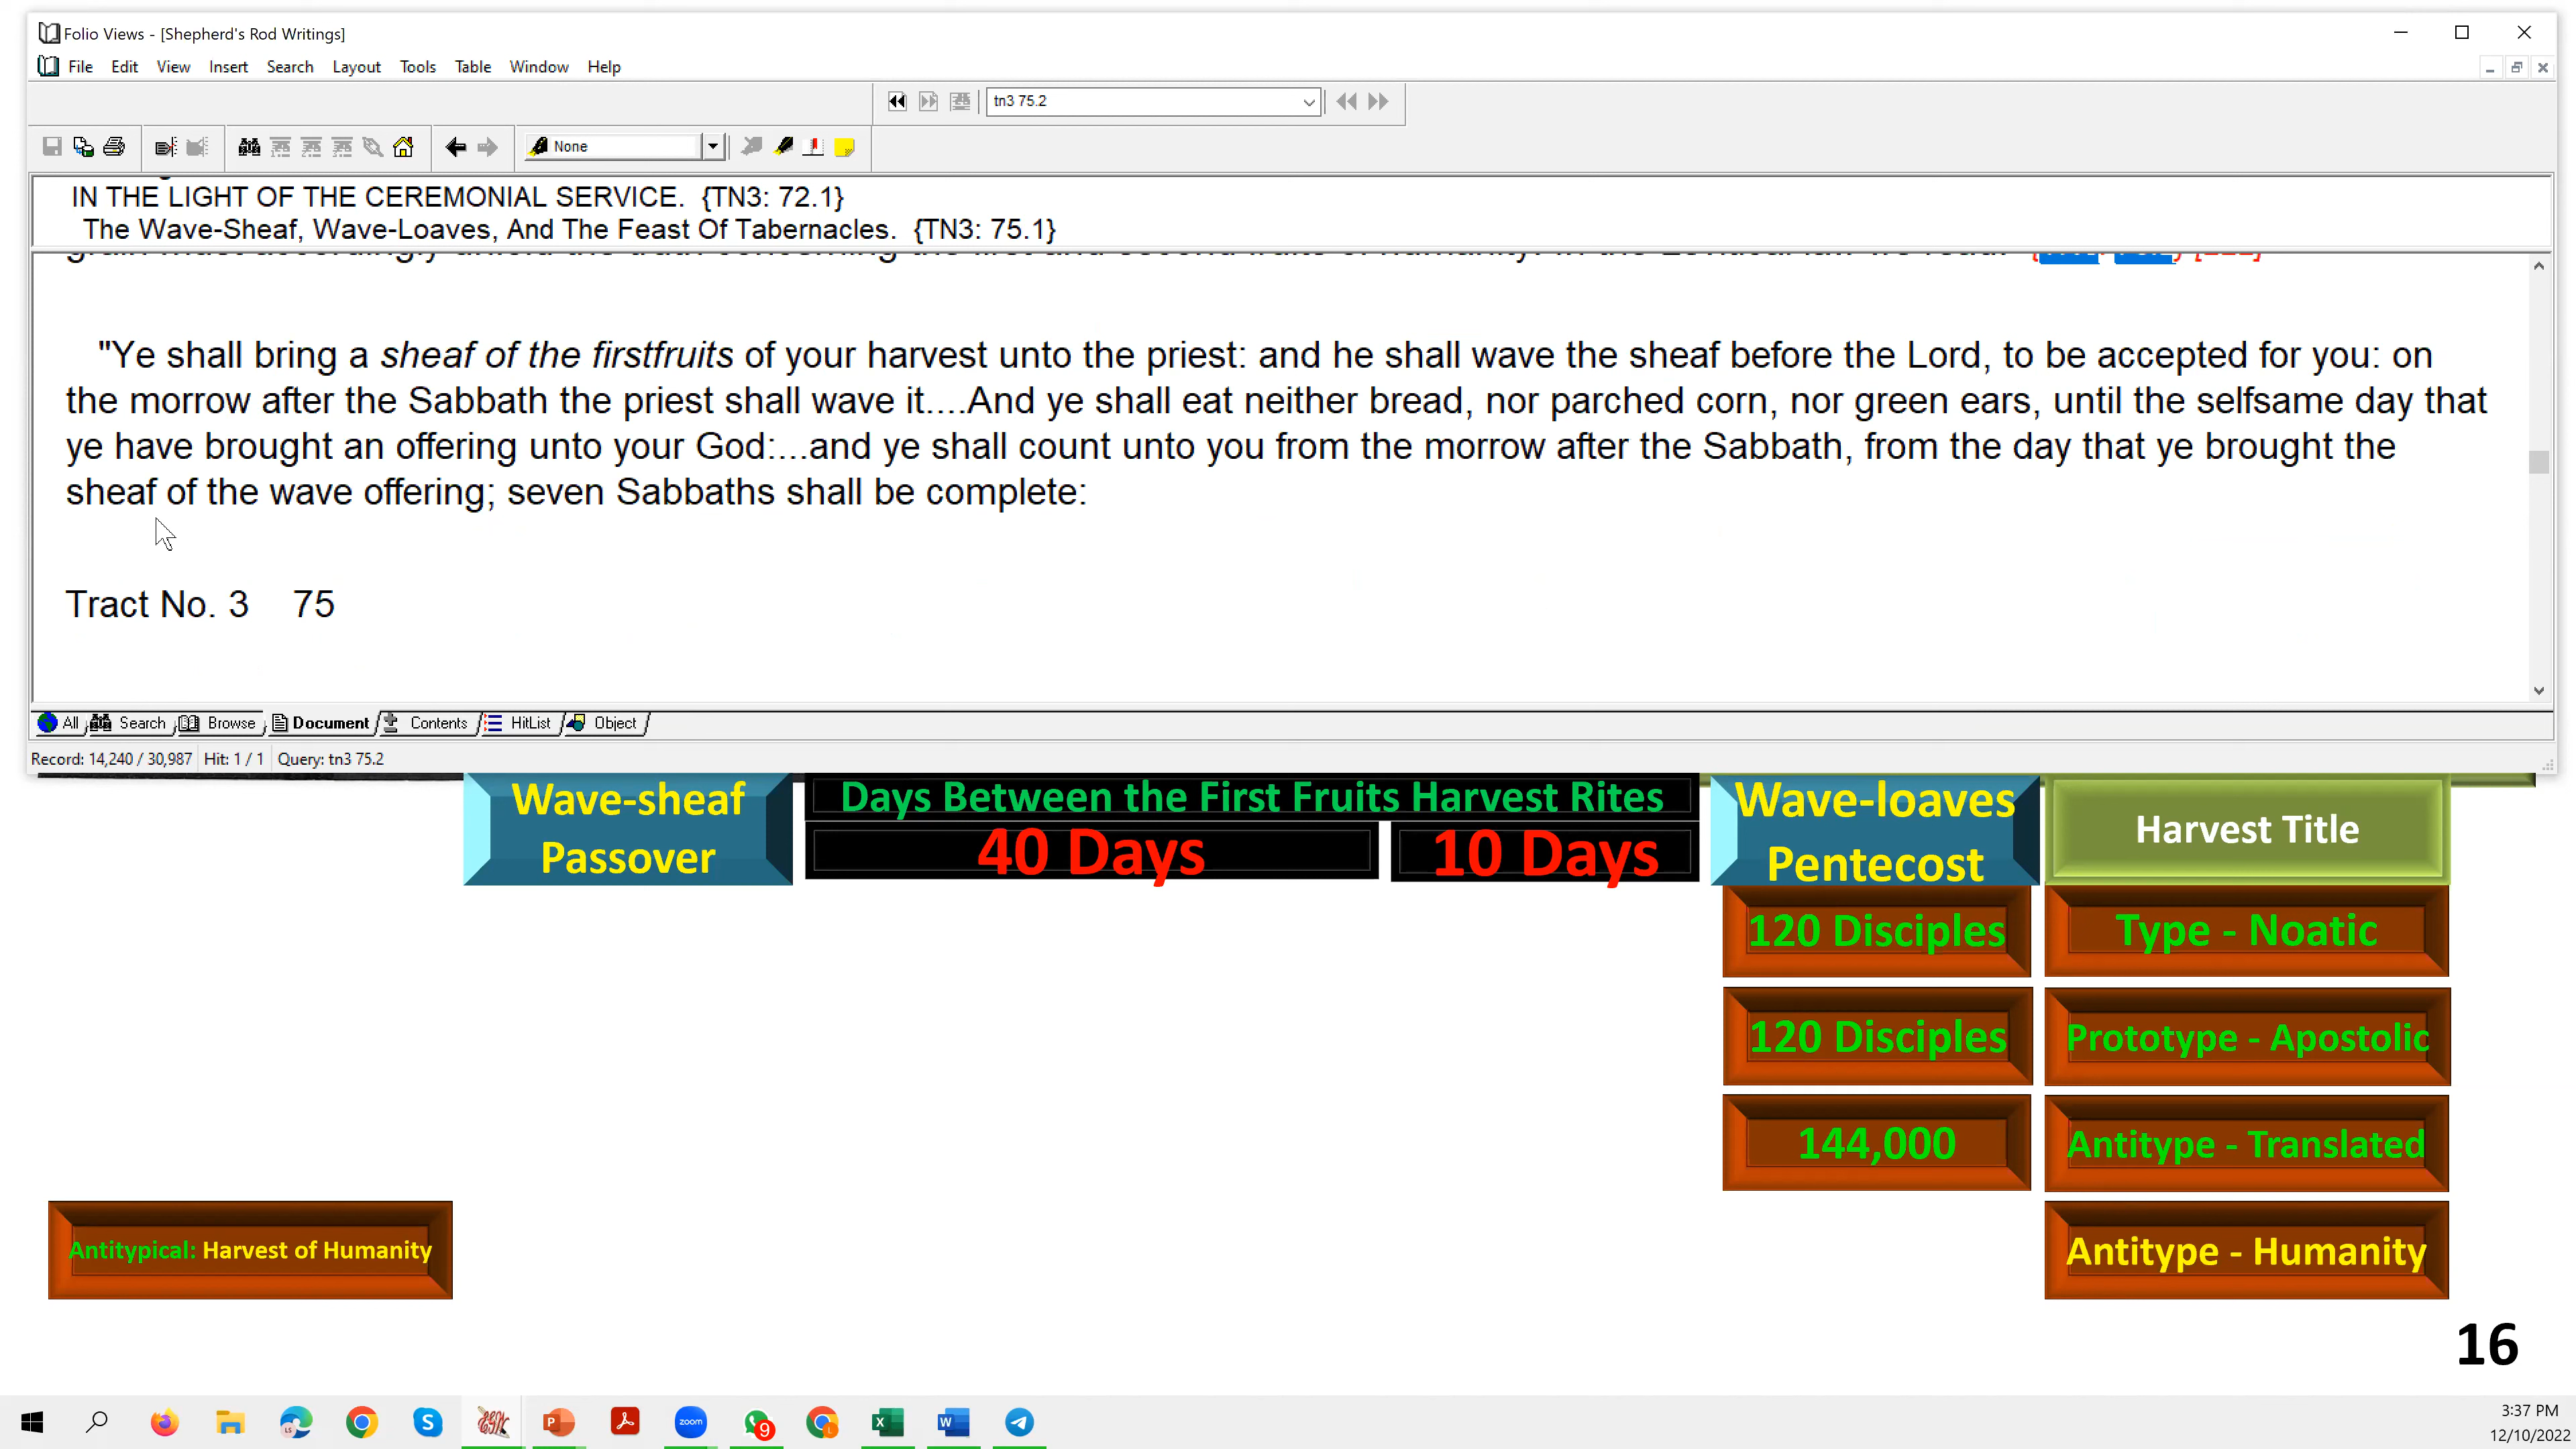 Folio Views - [Shepherd's Rod Writings]
File Edit View Insert Search Layout Tools Table Window Help
tn3 75.2
None
IN THE LIGHT OF THE CEREMONIAL SERVICE. {TN3: 72.1}
The Wave-Sheaf, Wave-Loaves, And The Feast Of Tabernacles. {TN3: 75.1}
"Ye shall bring a sheaf of the firstfruits of your harvest unto the priest: and he shall wave the sheaf before the Lord, to be accepted for you: on
the morrow after the Sabbath the priest shall wave it....And ye shall eat neither bread, nor parched corn, nor green ears, until the selfsame day that
ye have brought an offering unto your God:...and ye shall count unto you from the morrow after the Sabbath, from the day that ye brought the
sheaf of the wave offering; seven Sabbaths shall be complete:
Tract No. 3 75
All Search Browse Document Contents HitList Object
Record: 14,240 / 30,987 Hit: 1 / 1 Query: tn3 75.2
Wave-sheaf
Passover
Days Between the First Fruits Harvest Rites
40 Days
10 Days
Wave-loaves
Pentecost
Harvest Title
120 Disciples
Type - Noatic
120 Disciples
Prototype - Apostolic
144,000
Antitype - Translated
Antitypical: Harvest of Humanity
Antitype - Humanity
16
zoom
9
3:37 PM
12/10/2022